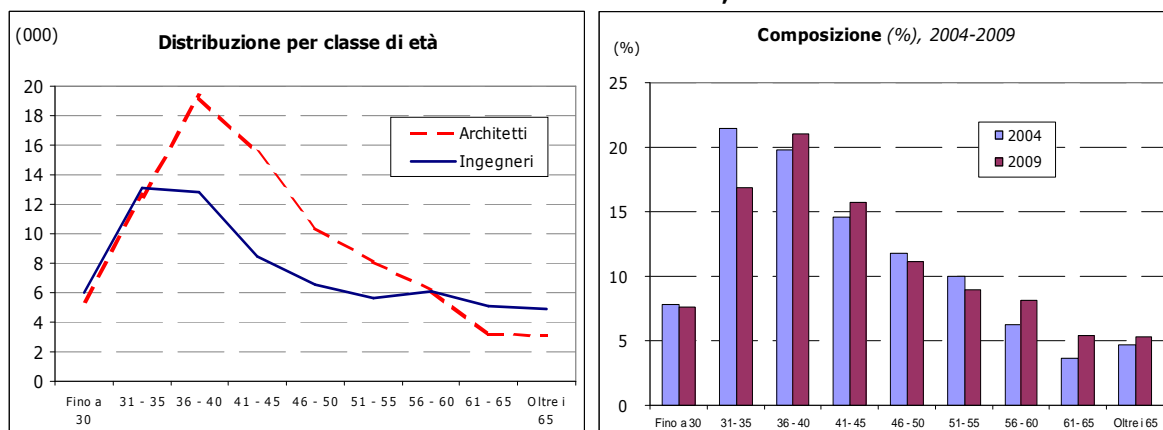 (000)
Distribuzione per classe di età
20
18
16
14
12
10
8
6
4
2
0
Architetti
Ingegneri
Fino a 30
31 - 35
36 - 40
41 - 45
46 - 50
51 - 55
56 - 60
61 - 65
Oltre i 65
Composizione (%), 2004-2009
(%)
25
20
15
10
5
0
2004
2009
Fino a 30
31-35
36 - 40
41-45
46 - 50
51-55
56 - 60
61-65
Oltre i 65